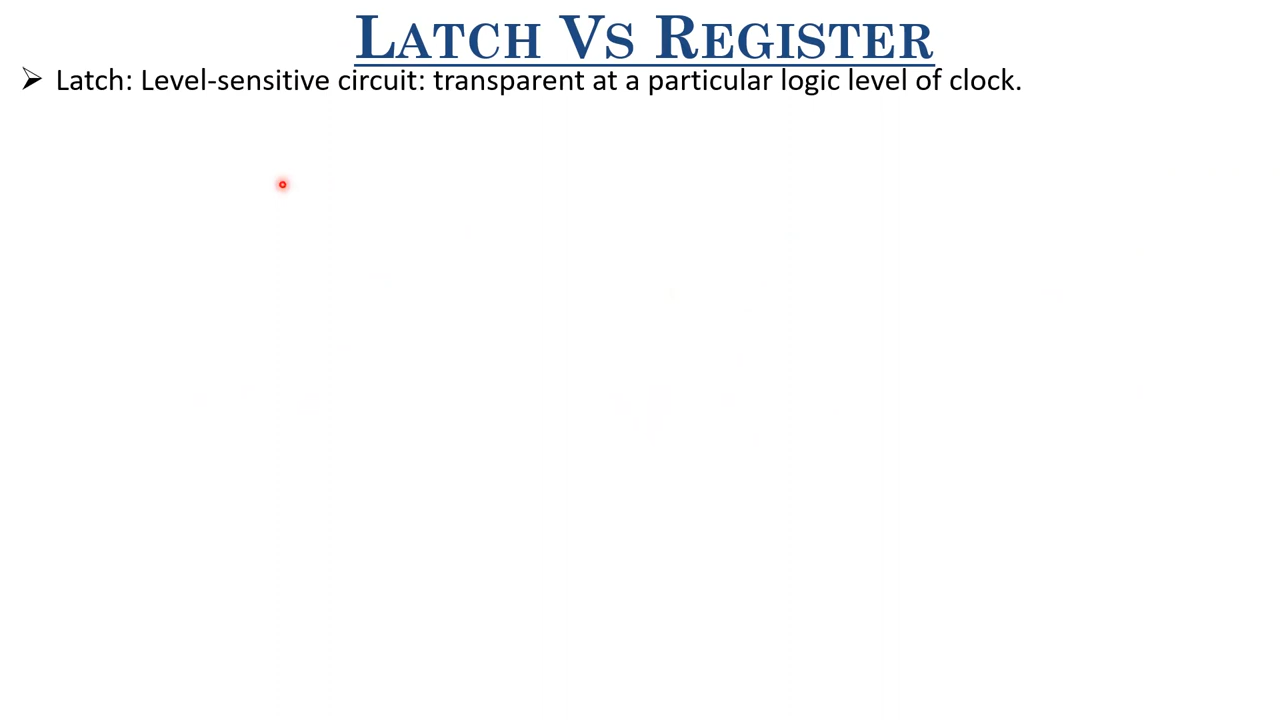 LATCH VS REGISTER
➢ Latch: Level-sensitive circuit: transparent at a particular logic level of clock.